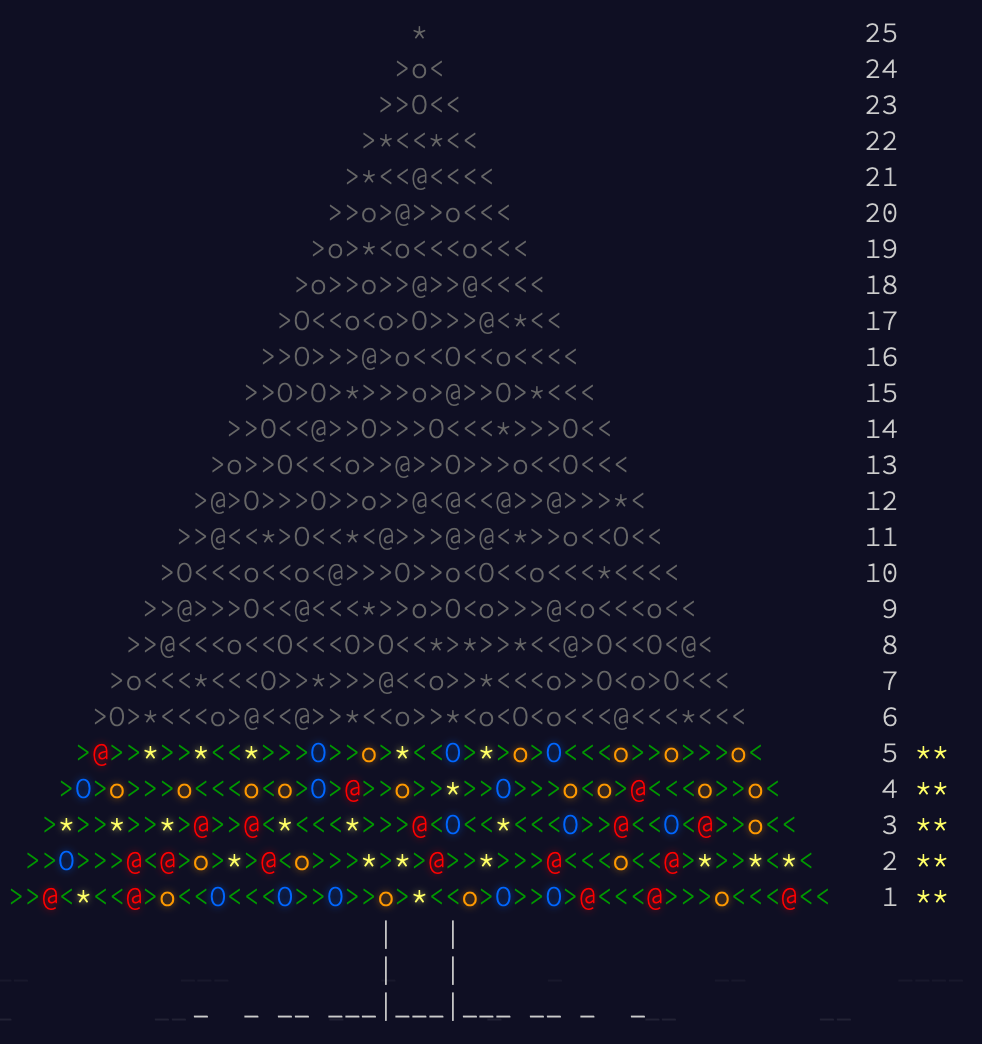 *                         25
>o<                        24
>>O<<                       23
>*<<*<<                      22
>*<<@<<<<                     21
>>o>@>>o<<<                    20
>o>*<o<<<o<<<                   19
>o>>o>>@>>@<<<<                  18
>O<<o<o>O>>>@<*<<                 17
>>O>>>@>o<<O<<o<<<<                16
>>O>O>*>>>o>@>>O>*<<<               15
>>O<<@>>O>>>O<<<*>>>O<<              14
>o>>O<<<o>>@>>O>>>o<<O<<<             13
>@>O>>>O>>o>>@<@<<@>>@>>>*<            12
>>@<<*>O<<*<@>>>@>@<*>>o<<O<<           11
>O<<<o<<o<@>>>O>>o<O<<o<<<*<<<<          10
>>@>>>O<<@<<<*>>o>O<o>>>@<o<<<o<<          9
>>@<<<o<<O<<<O>O<<*>*>>*<<<@>O<<O<@<         8
>o<<<*<<<O>>*>>>@<<o>>*<<<o>>O<o>O<<<        7
>O>*<<<o>@<<@>>*<<o>>*<o<O<o<<<@<<<*<<<       6
>@>>*>>*<<*>>>O>>o>*<<O>*>o>O<<<o>>o>>>o<      5  **
>O>o>>>o<<<o>o>O>@>>o>>*>>O>>>o>o>@<<<o>>o<     4  **
>*>>*>>*>@>>@<*<<<*>>>@<O<<*<<<O>>@<<O<@>>o<<    3  **
>>O>>>@<@>o>*>@<o>>>*>*>@>>*>>>@<<<o<<@>*>>*<*<   2  **
>>@<*<<@>o<<O<<<O>>O>>o>*<<o>O>>O>@<<<@>>>o<<<@<<  1  **
|   |
|   |
_  _ __ ___|___|___ __ _  _